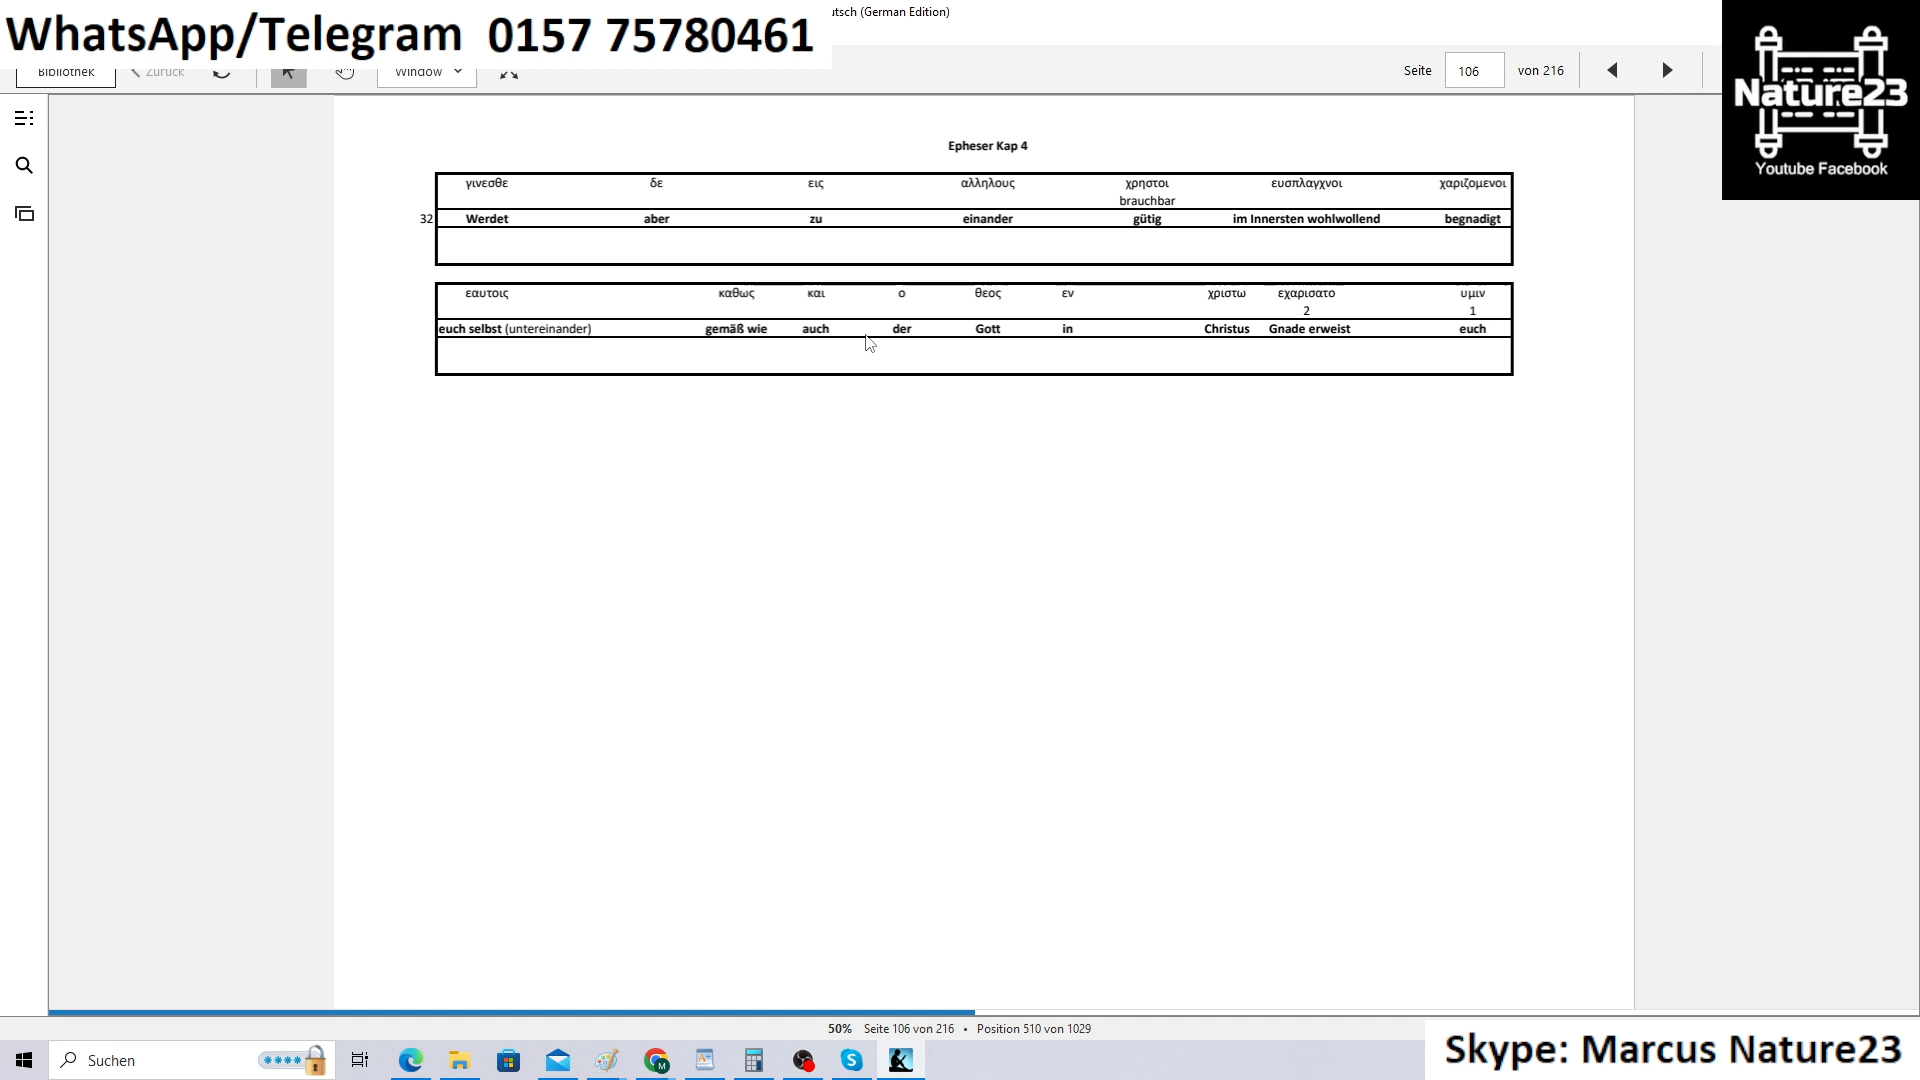 utsch (German Edition)
WhatsApp/Telegram 0157 75780461
Bibliothek Zurück Window Seite 106 von 216
Nature23
Youtube Facebook
Epheser Kap 4
γινεσθε δε εις αλληλους χρηστοι ευσπλαγχνοι χαριζομενοι
brauchbar
32 Werdet aber zu einander gütig im Innersten wohlwollend begnadigt
εαυτοις καθως και ο θεος εν χριστω εχαρισατο υμιν
2 1
euch selbst (untereinander) gemäß wie auch der Gott in Christus Gnade erweist euch
50% Seite 106 von 216 • Position 510 von 1029
Suchen
Skype: Marcus Nature23